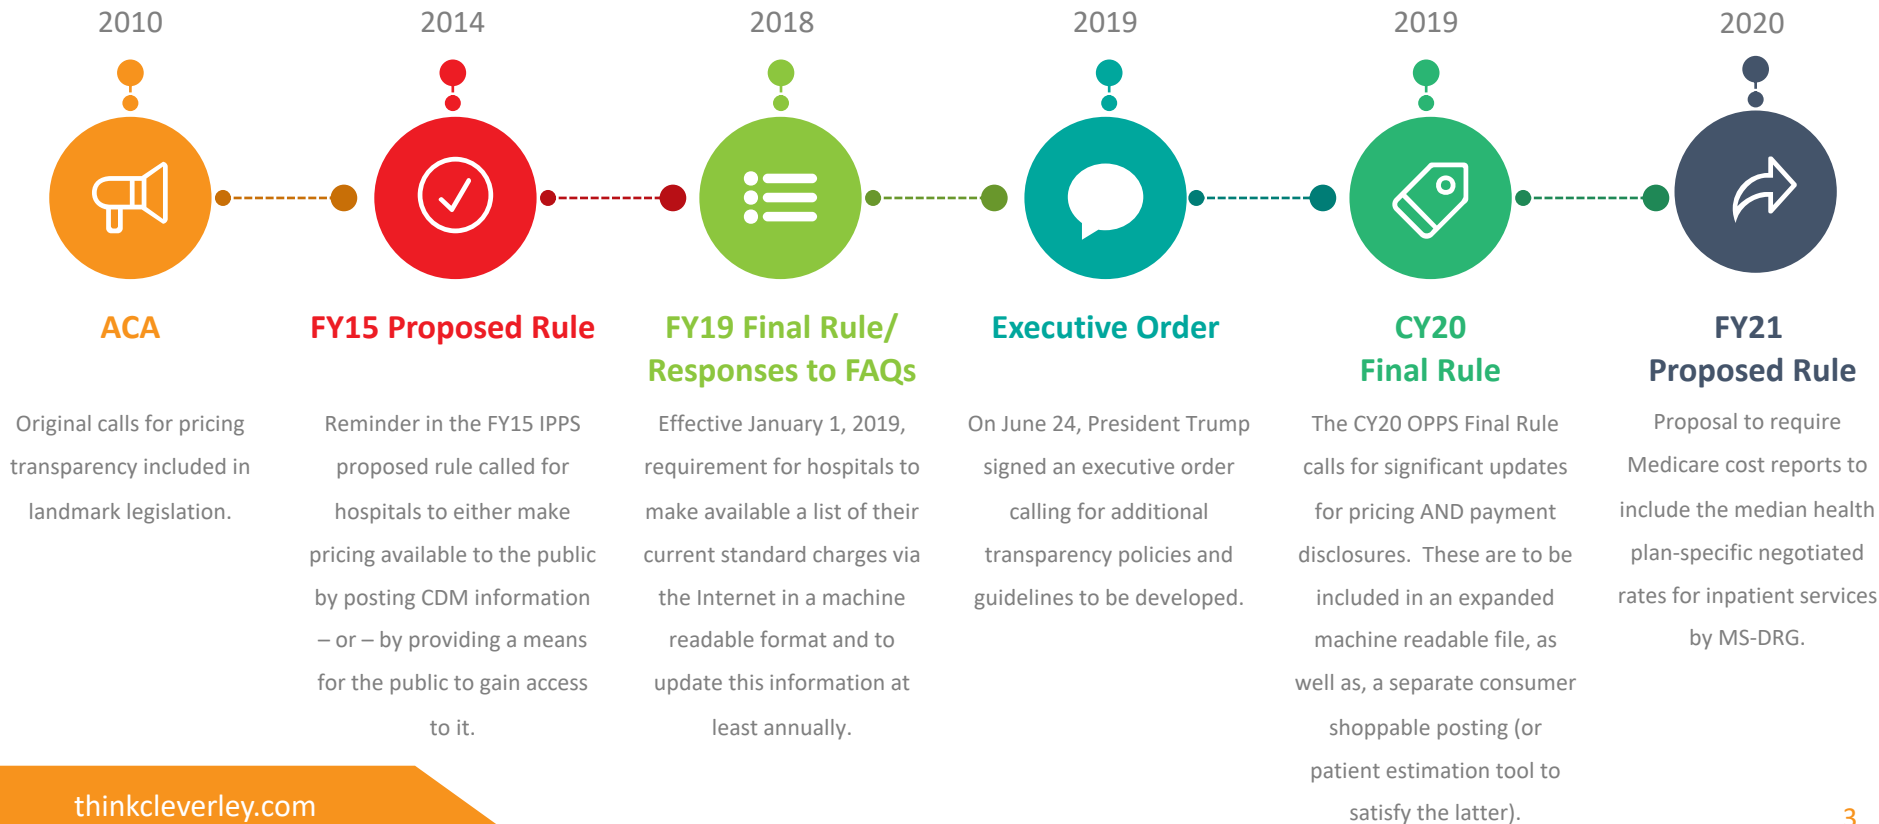 2010
ACA
Original calls for pricing
transparency included in
landmark legislation.
2014
FY15 Proposed Rule
Reminder in the FY15 IPPS
proposed rule called for
hospitals to either make
pricing available to the public
by posting CDM information
– or – by providing a means
for the public to gain access
to it.
2018
FY19 Final Rule/
Responses to FAQs
Effective January 1, 2019,
requirement for hospitals to
make available a list of their
current standard charges via
the Internet in a machine
readable format and to
update this information at
least annually.
2019
Executive Order
On June 24, President Trump
signed an executive order
calling for additional
transparency policies and
guidelines to be developed.
2019
CY20
Final Rule
The CY20 OPPS Final Rule
calls for significant updates
for pricing AND payment
disclosures.  These are to be
included in an expanded
machine readable file, as
well as, a separate consumer
shoppable posting (or
patient estimation tool to
satisfy the latter).
2020
FY21
Proposed Rule
Proposal to require
Medicare cost reports to
include the median health
plan-specific negotiated
rates for inpatient services
by MS-DRG.
thinkcleverley.com
3